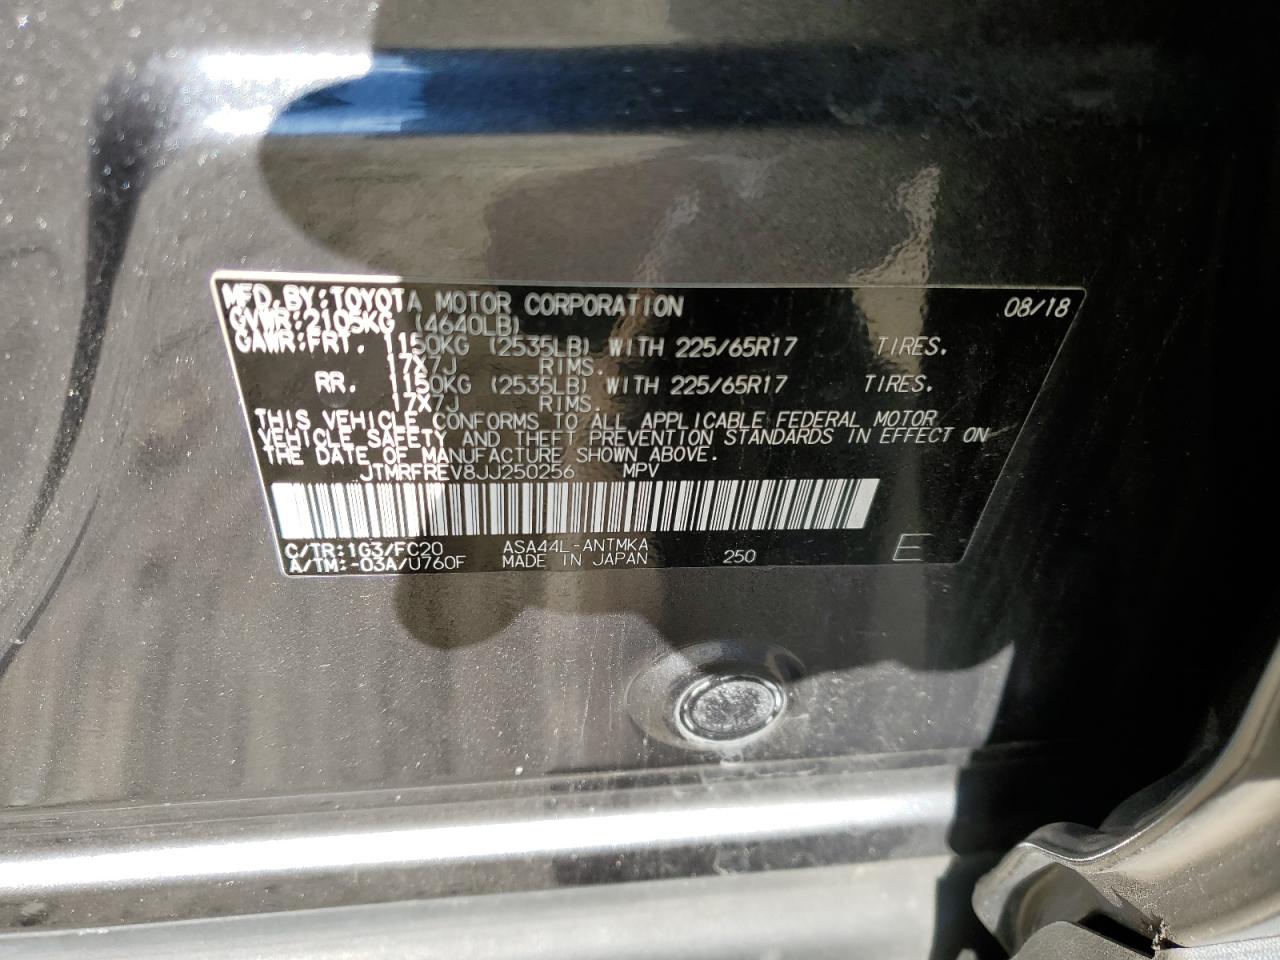 MFD. BY: TOYOTA MOTOR CORPORATION 08/18
GVWR: 2105KG (4640LB)
GAWR: FRT. 1150KG (2535LB) WITH 225/65R17 TIRES.
17X7J RIMS.
RR. 1150KG (2535LB) WITH 225/65R17 TIRES.
17X7J RIMS.
THIS VEHICLE CONFORMS TO ALL APPLICABLE FEDERAL MOTOR
VEHICLE SAFETY AND THEFT PREVENTION STANDARDS IN EFFECT ON
THE DATE OF MANUFACTURE SHOWN ABOVE.
JTMRFREV8JJ250256 MPV
C/TR:1G3/FC20 ASA44L-ANTMKA
A/TM:-03A/U760F MADE IN JAPAN 250 E